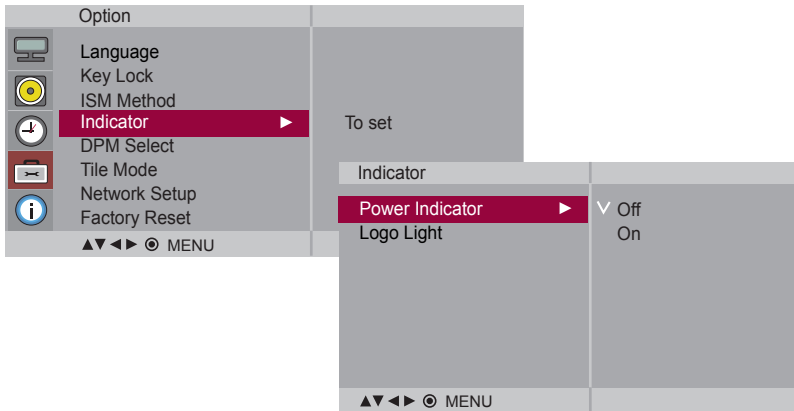 Option
Language
Key Lock
ISM Method
Indicator ► To set
DPM Select
Tile Mode
Network Setup
Factory Reset
▲▼◄► ◉ MENU
Indicator
Power Indicator ► ✓ Off
Logo Light On
▲▼◄► ◉ MENU